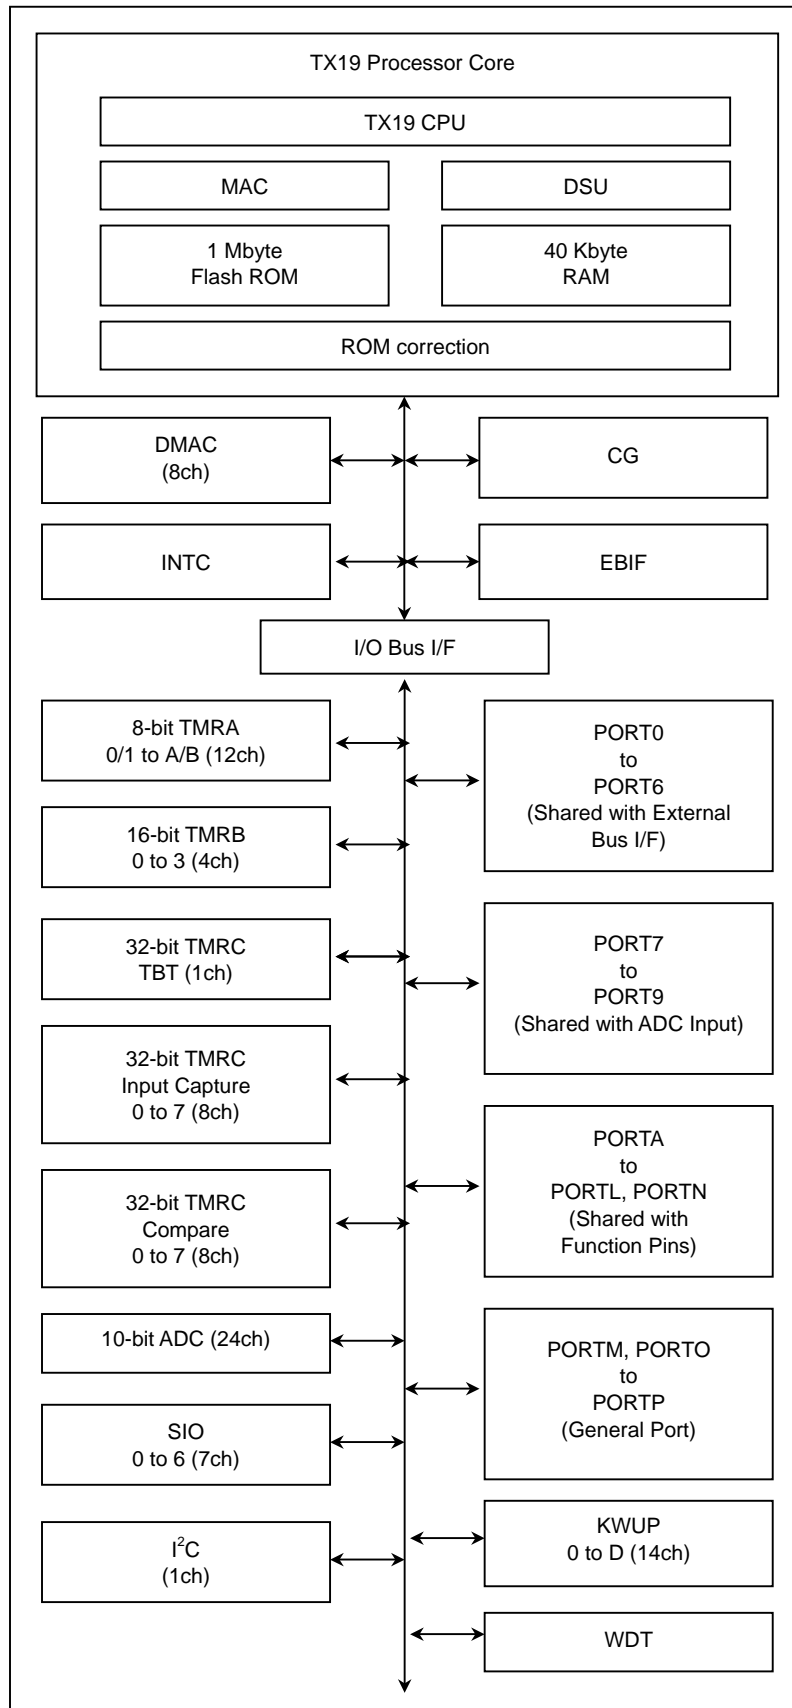 TX19 Processor Core
TX19 CPU
MAC
DSU
1 Mbyte
Flash ROM
40 Kbyte
RAM
ROM correction
DMAC
(8ch)
CG
INTC
EBIF
I/O Bus I/F
8-bit TMRA
0/1 to A/B (12ch)
16-bit TMRB
0 to 3 (4ch)
32-bit TMRC
TBT (1ch)
32-bit TMRC
Input Capture
0 to 7 (8ch)
32-bit TMRC
Compare
0 to 7 (8ch)
10-bit ADC (24ch)
SIO
0 to 6 (7ch)
I²C
(1ch)
PORT0
to
PORT6
(Shared with External
Bus I/F)
PORT7
to
PORT9
(Shared with ADC Input)
PORTA
to
PORTL, PORTN
(Shared with
Function Pins)
PORTM, PORTO
to
PORTP
(General Port)
KWUP
0 to D (14ch)
WDT